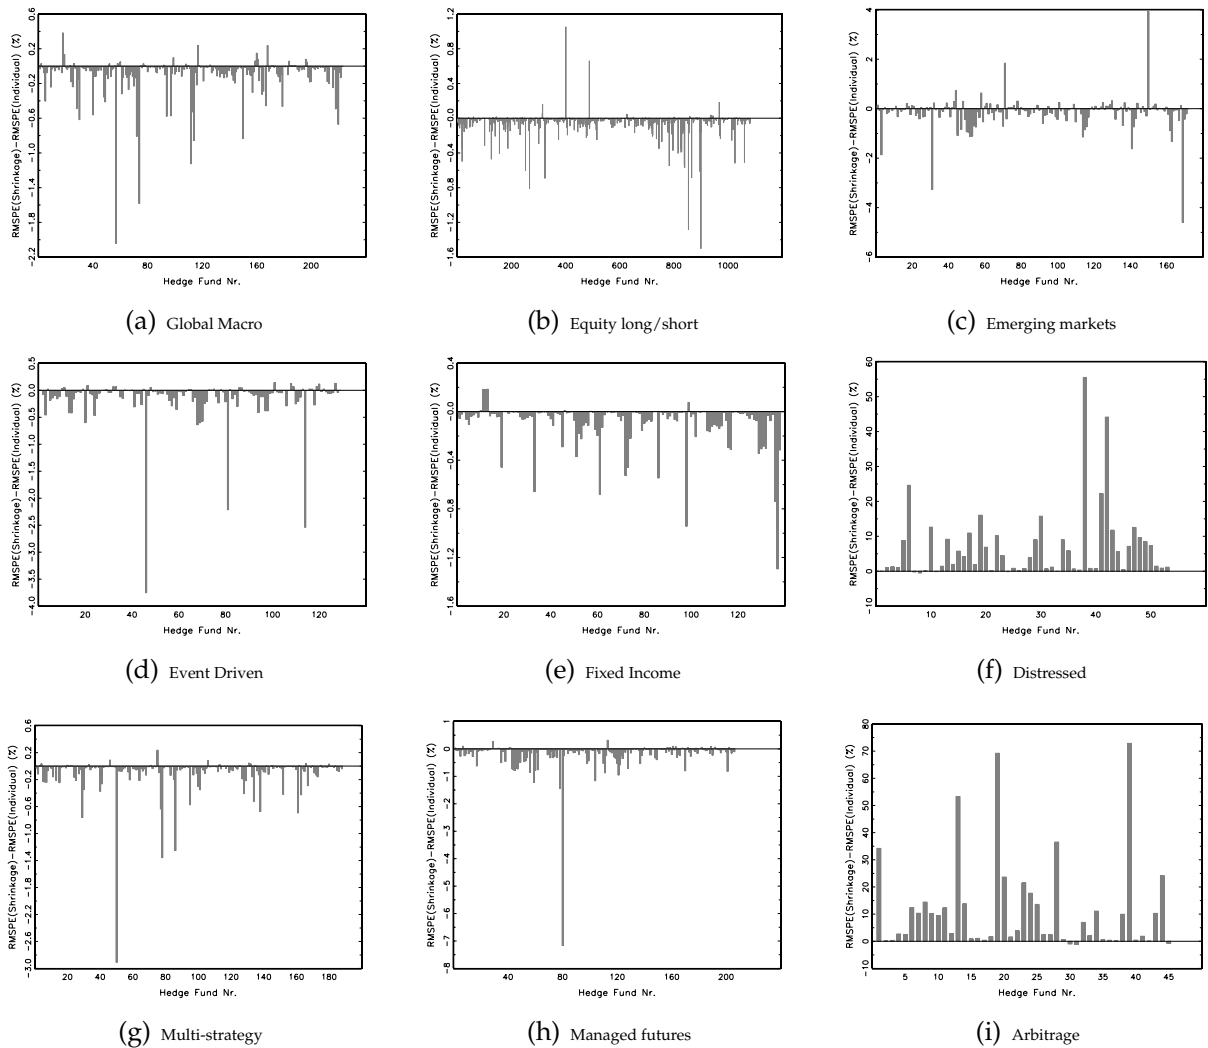 RMSPE(Shrinkage)-RMSPE(Individual) (%)
0.6 0.2 -0.2 -0.6 -1.0 -1.4 -1.8 -2.2
40 80 120 160 200
Hedge Fund Nr.
(a) Global Macro
RMSPE(Shrinkage)-RMSPE(Individual) (%)
1.2 0.8 0.4 -0.0 -0.4 -0.8 -1.2 -1.6
200 400 600 800 1000
Hedge Fund Nr.
(b) Equity long/short
RMSPE(Shrinkage)-RMSPE(Individual) (%)
4 2 0 -2 -4 -6
20 40 60 80 100 120 140 160
Hedge Fund Nr.
(c) Emerging markets
RMSPE(Shrinkage)-RMSPE(Individual) (%)
0.5 0.0 -0.5 -1.0 -1.5 -2.0 -2.5 -3.0 -3.5 -4.0
20 40 60 80 100 120
Hedge Fund Nr.
(d) Event Driven
RMSPE(Shrinkage)-RMSPE(Individual) (%)
0.4 -0.0 -0.4 -0.8 -1.2 -1.6
20 40 60 80 100 120 140
Hedge Fund Nr.
(e) Fixed Income
RMSPE(Shrinkage)-RMSPE(Individual) (%)
60 50 40 30 20 10 0 -10
10 20 30 40 50
Hedge Fund Nr.
(f) Distressed
RMSPE(Shrinkage)-RMSPE(Individual) (%)
0.6 0.2 -0.2 -0.6 -1.0 -1.4 -1.8 -2.2 -2.6 -3.0
20 40 60 80 100 120 140 160 180
Hedge Fund Nr.
(g) Multi-strategy
RMSPE(Shrinkage)-RMSPE(Individual) (%)
1 0 -1 -2 -3 -4 -5 -6 -7 -8
40 80 120 160 200
Hedge Fund Nr.
(h) Managed futures
RMSPE(Shrinkage)-RMSPE(Individual) (%)
80 70 60 50 40 30 20 10 0 -10
5 10 15 20 25 30 35 40 45
Hedge Fund Nr.
(i) Arbitrage